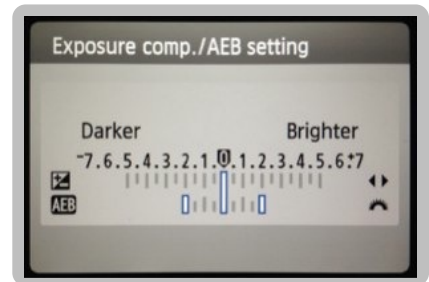 Exposure comp./AEB setting
Darker Brighter
-7.6.5.4.3.2.1.0.1.2.3.4.5.6.+7
AEB